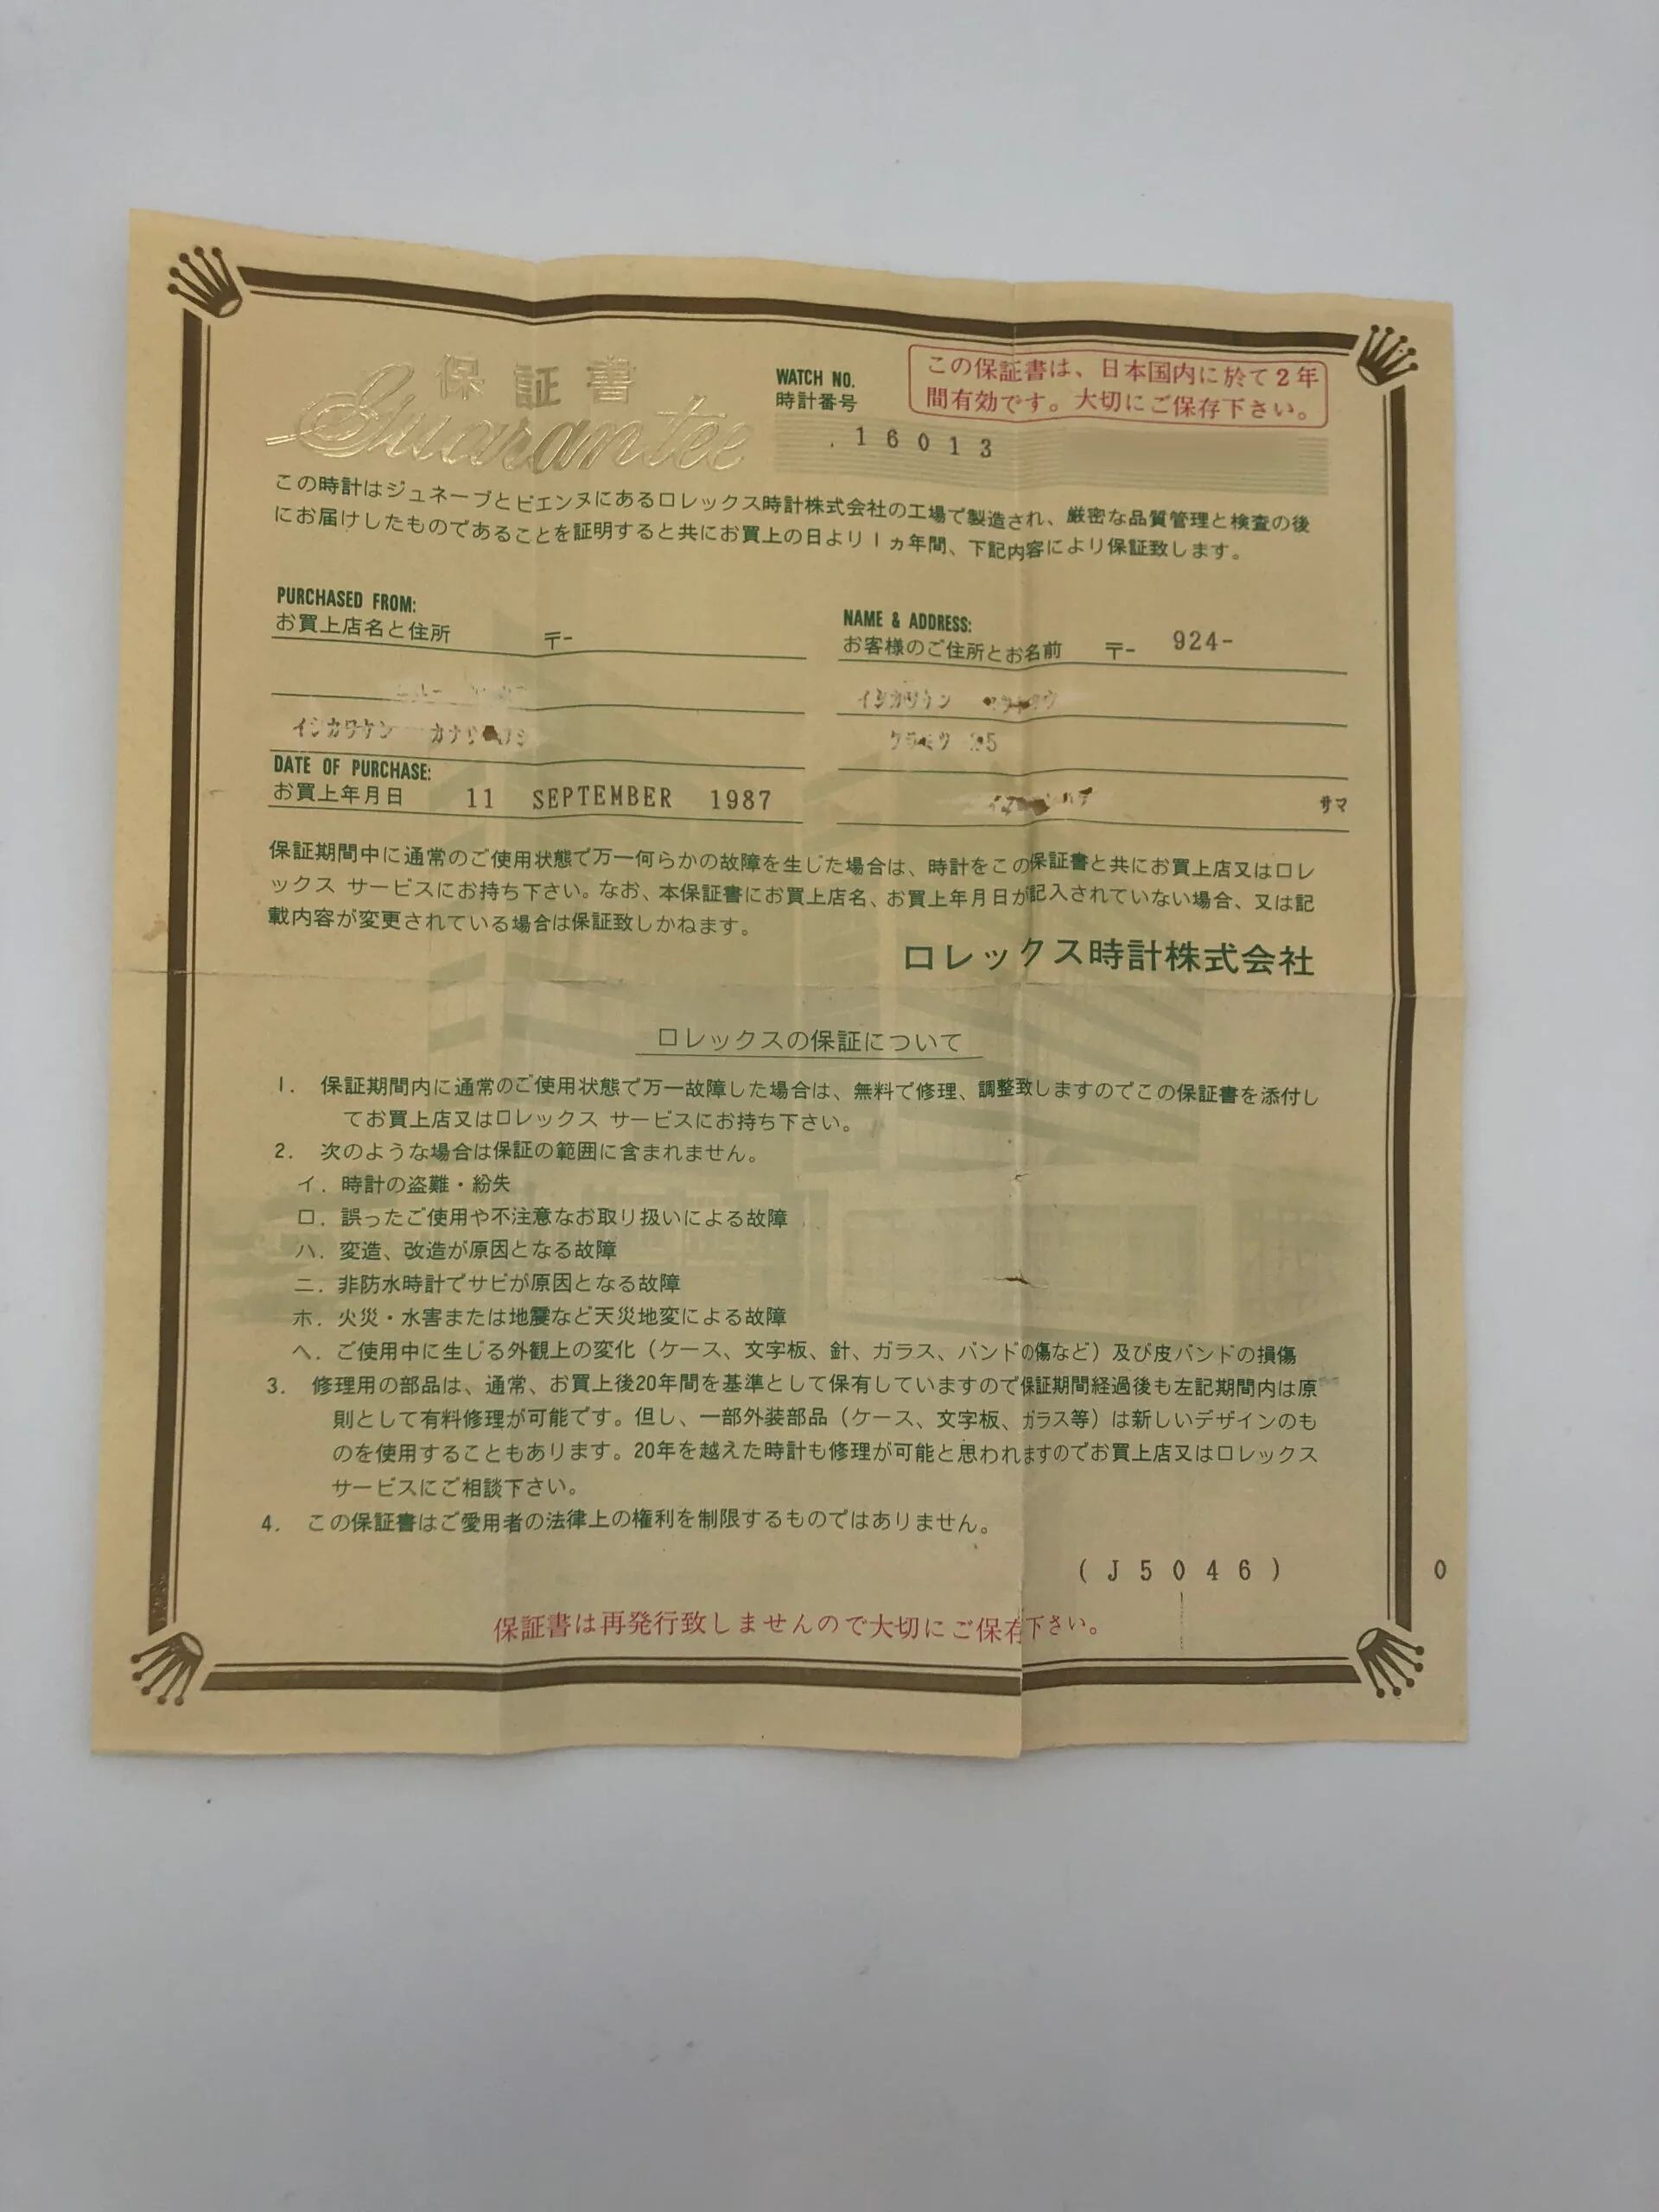 保証書
Guarantee
WATCH NO.
時計番号
この保証書は、日本国内に於て2年
間有効です。大切にご保存下さい。
.16013
この時計はジュネーブとビエンヌにあるロレックス時計株式会社の工場で製造され、厳密な品質管理と検査の後
にお届けしたものであることを証明すると共にお買上の日より1ヵ年間、下記内容により保証致します。
PURCHASED FROM:
お買上店名と住所 〒-
イシカワケン
DATE OF PURCHASE:
お買上年月日 11 SEPTEMBER 1987
NAME & ADDRESS:
お客様のご住所とお名前 〒- 924-
イシカワケン
サマ
保証期間中に通常のご使用状態で万一何らかの故障を生じた場合は、時計をこの保証書と共にお買上店又はロレ
ックス サービスにお持ち下さい。なお、本保証書にお買上店名、お買上年月日が記入されていない場合、又は記
載内容が変更されている場合は保証致しかねます。
ロレックス時計株式会社
ロレックスの保証について
1. 保証期間内に通常のご使用状態で万一故障した場合は、無料で修理、調整致しますのでこの保証書を添付し
てお買上店又はロレックス サービスにお持ち下さい。
2. 次のような場合は保証の範囲に含まれません。
イ. 時計の盗難・紛失
ロ. 誤ったご使用や不注意なお取り扱いによる故障
ハ. 変造、改造が原因となる故障
ニ. 非防水時計でサビが原因となる故障
ホ. 火災・水害または地震など天災地変による故障
ヘ. ご使用中に生じる外観上の変化（ケース、文字板、針、ガラス、バンドの傷など）及び皮バンドの損傷
3. 修理用の部品は、通常、お買上後20年間を基準として保有していますので保証期間経過後も左記期間内は原
則として有料修理が可能です。但し、一部外装部品（ケース、文字板、ガラス等）は新しいデザインのも
のを使用することもあります。20年を越えた時計も修理が可能と思われますのでお買上店又はロレックス
サービスにご相談下さい。
4. この保証書はご愛用者の法律上の権利を制限するものではありません。
(J5046) 0
保証書は再発行致しませんので大切にご保存下さい。